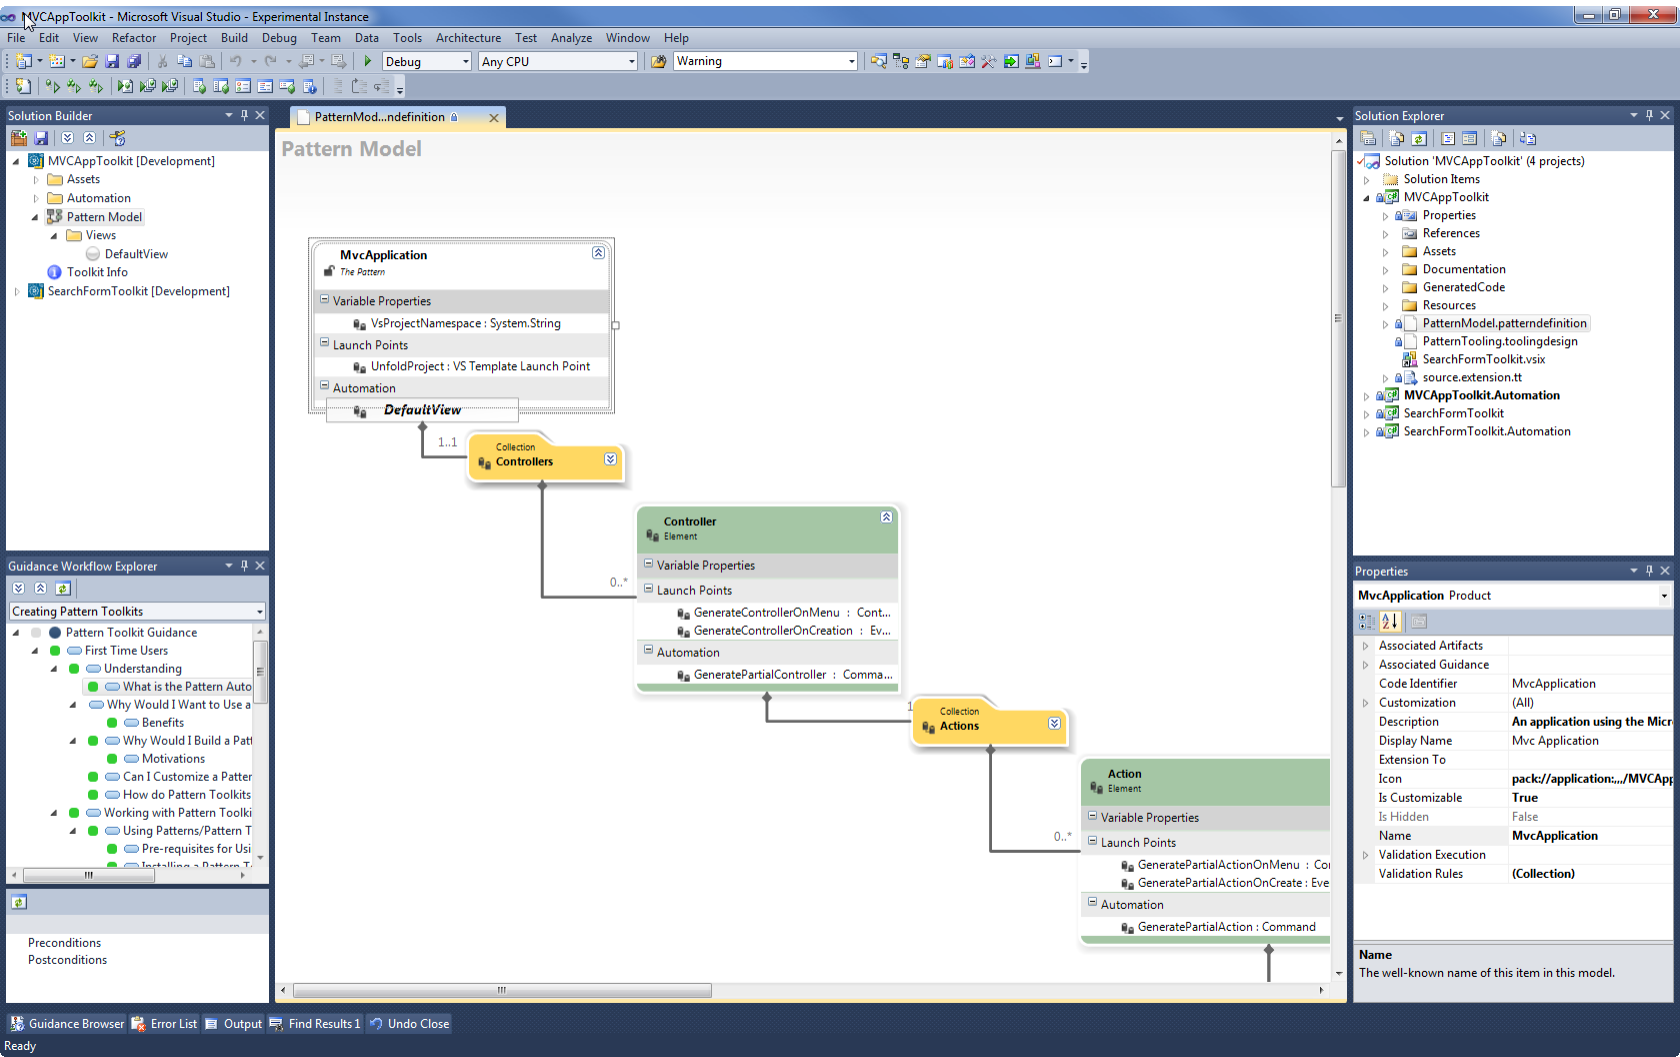 MVCAppToolkit - Microsoft Visual Studio - Experimental Instance
File Edit View Refactor Project Build Debug Team Data Tools Architecture Test Analyze Window Help
Debug
Any CPU
Warning
Solution Builder
MVCAppToolkit [Development]
Assets
Automation
Pattern Model
Views
DefaultView
Toolkit Info
SearchFormToolkit [Development]
Guidance Workflow Explorer
Creating Pattern Toolkits
Pattern Toolkit Guidance
First Time Users
Understanding
What is the Pattern Auto
Why Would I Want to Use a
Benefits
Why Would I Build a Patt
Motivations
Can I Customize a Patter
How do Pattern Toolkits
Working with Pattern Toolki
Using Patterns/Pattern T
Pre-requisites for Usi
Installing a Pattern T
Preconditions
Postconditions
PatternMod...ndefinition
Pattern Model
MvcApplication
The Pattern
Variable Properties
VsProjectNamespace : System.String
Launch Points
UnfoldProject : VS Template Launch Point
Automation
DefaultView
1..1
Collection
Controllers
0..*
Controller
Element
Variable Properties
Launch Points
GenerateControllerOnMenu : Cont...
GenerateControllerOnCreation : Ev...
Automation
GeneratePartialController : Comma...
1
Collection
Actions
0..*
Action
Element
Variable Properties
Launch Points
GeneratePartialActionOnMenu : Co
GeneratePartialActionOnCreate : Eve
Automation
GeneratePartialAction : Command
Solution Explorer
Solution 'MVCAppToolkit' (4 projects)
Solution Items
MVCAppToolkit
Properties
References
Assets
Documentation
GeneratedCode
Resources
PatternModel.patterndefinition
PatternTooling.toolingdesign
SearchFormToolkit.vsix
source.extension.tt
MVCAppToolkit.Automation
SearchFormToolkit
SearchFormToolkit.Automation
Properties
MvcApplication Product
Associated Artifacts
Associated Guidance
Code Identifier MvcApplication
Customization (All)
Description An application using the Micr
Display Name Mvc Application
Extension To
Icon pack://application:,,,/MVCAp
Is Customizable True
Is Hidden False
Name MvcApplication
Validation Execution
Validation Rules (Collection)
Name
The well-known name of this item in this model.
Guidance Browser Error List Output Find Results 1 Undo Close
Ready